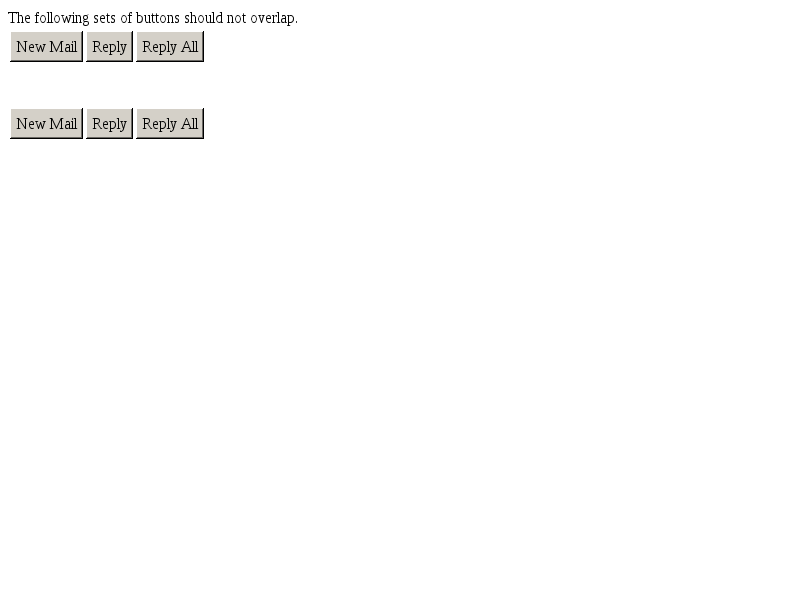 The following sets of buttons should not overlap.
New Mail Reply Reply All
New Mail Reply Reply All